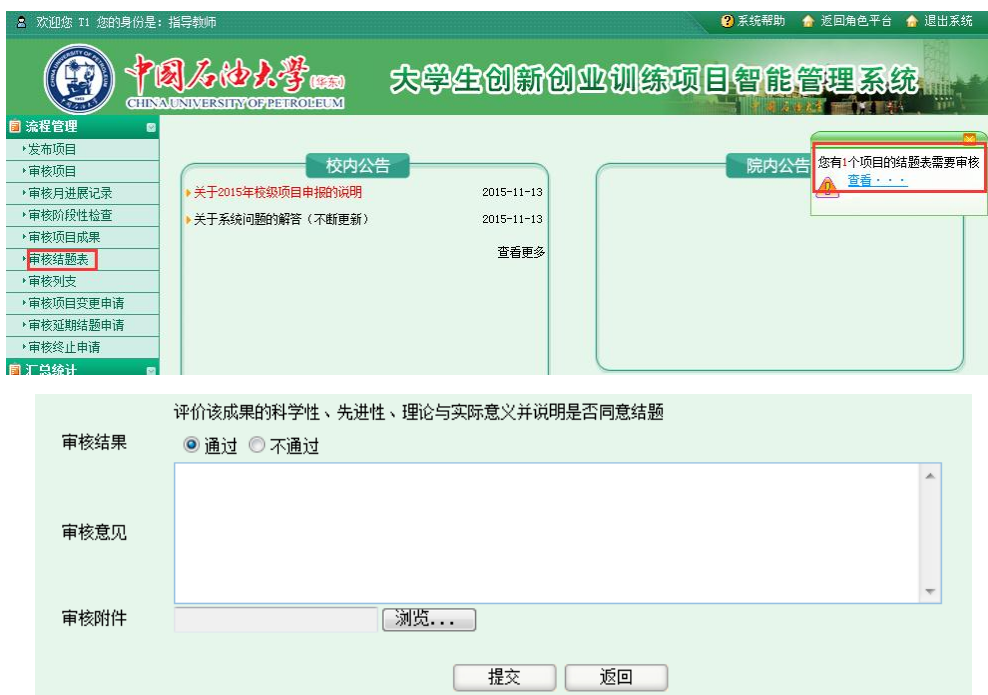 欢迎您 T1 您的身份是：指导教师
系统帮助 返回角色平台 退出系统
中国石油大学(华东)
CHINA UNIVERSITY OF PETROLEUM
大学生创新创业训练项目智能管理系统
流程管理
发布项目
审核项目
审核月进展记录
审核阶段性检查
审核项目成果
审核结题表
审核列支
审核项目变更申请
审核延期结题申请
审核终止申请
汇总统计
校内公告
关于2015年校级项目申报的说明 2015-11-13
关于系统问题的解答（不断更新） 2015-11-13
查看更多
院内公告
您有1个项目的结题表需要审核
查看···
评价该成果的科学性、先进性、理论与实际意义并说明是否同意结题
审核结果 通过 不通过
审核意见
审核附件 浏览...
提交 返回